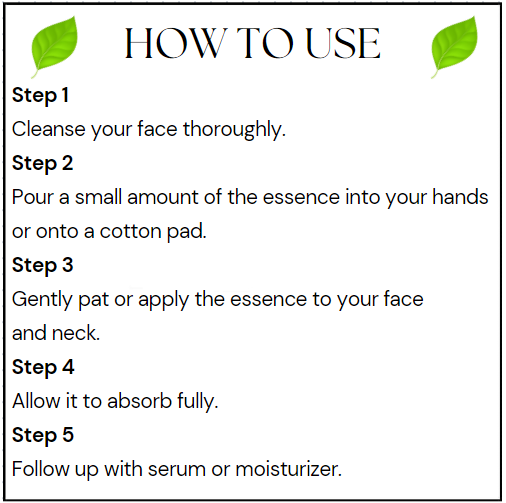 HOW TO USE
Step 1
Cleanse your face thoroughly.
Step 2
Pour a small amount of the essence into your hands
or onto a cotton pad.
Step 3
Gently pat or apply the essence to your face
and neck.
Step 4
Allow it to absorb fully.
Step 5
Follow up with serum or moisturizer.